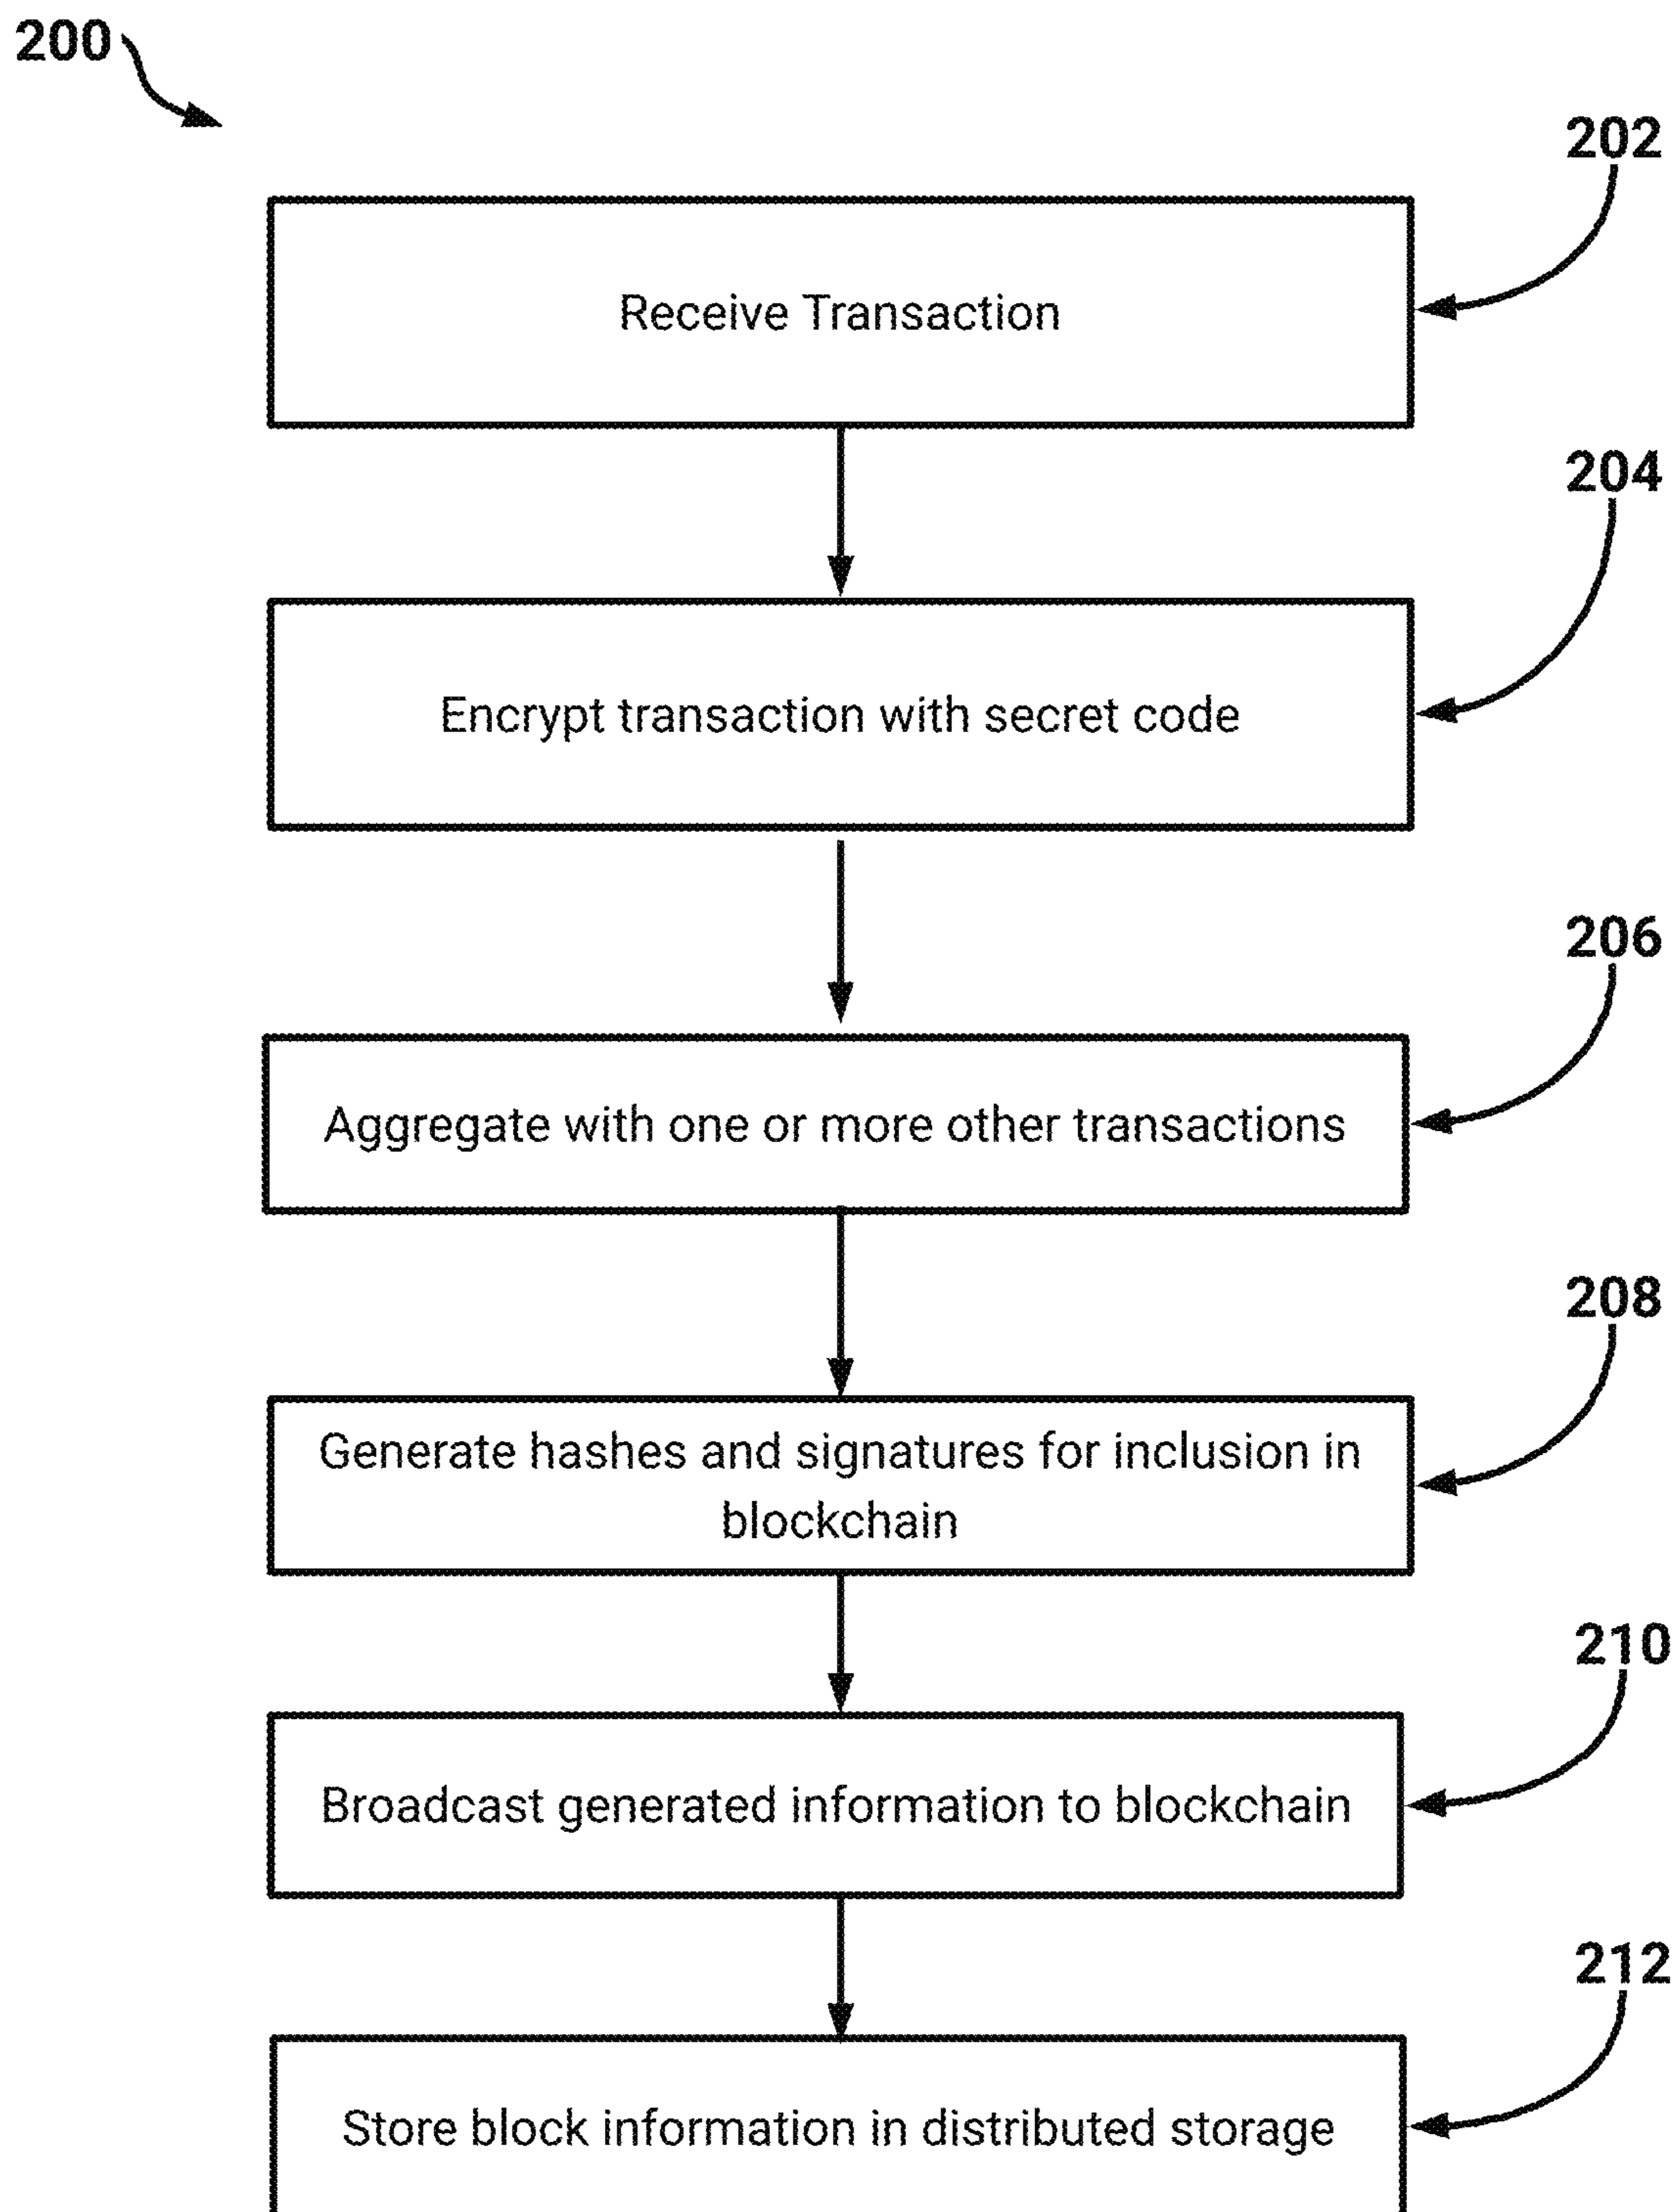 200
202
Receive Transaction
204
Encrypt transaction with secret code
206
Aggregate with one or more other transactions
208
Generate hashes and signatures for inclusion in
blockchain
210
Broadcast generated information to blockchain
212
Store block information in distributed storage